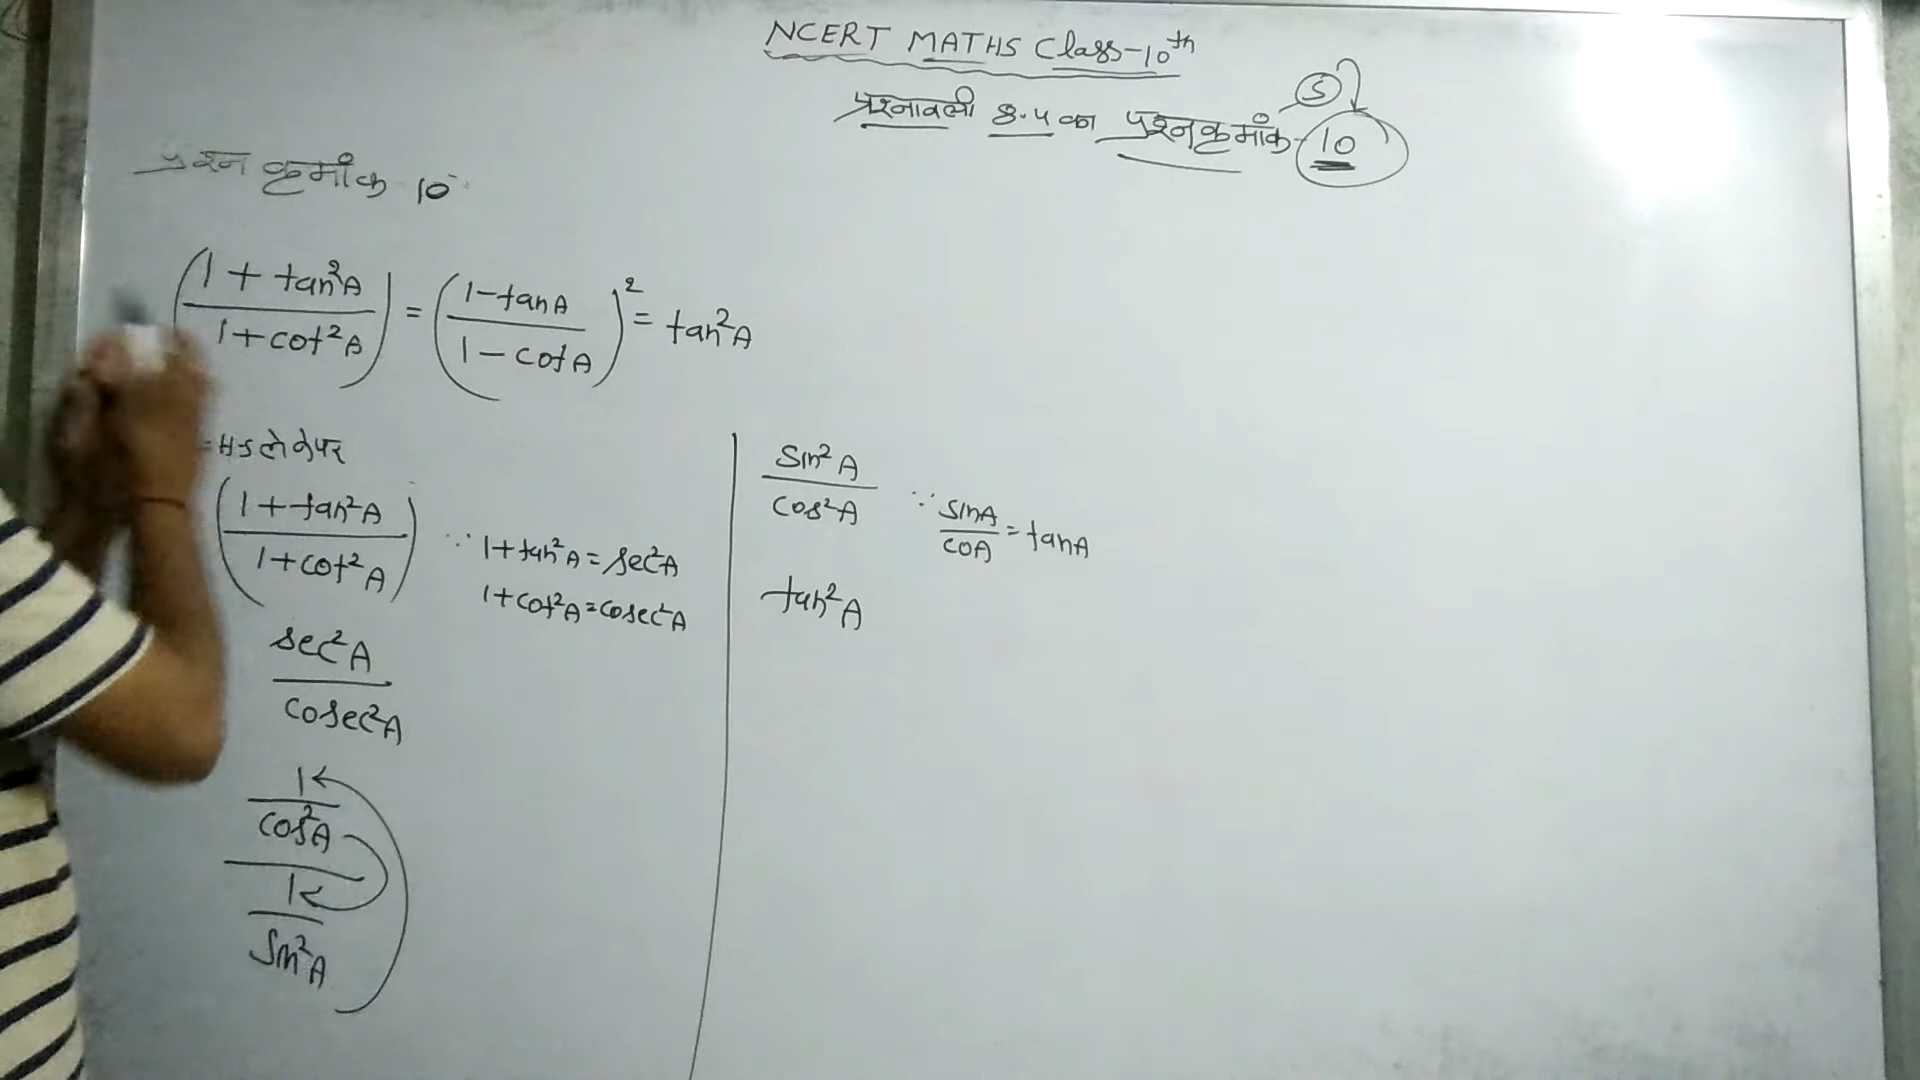 NCERT MATHS Class-10th
प्रश्नावली 8.4 का प्रश्न क्रमांक-10
5
प्रश्न क्रमांक 10
(1 + tan²A / 1 + cot²A) = (1 - tanA / 1 - cotA)² = tan²A
HS लेने पर
(1 + tan²A / 1 + cot²A) ∵ 1 + tan²A = sec²A
1 + cot²A = cosec²A
sec²A / cosec²A
1 / cos²A
1 / sin²A
sin²A / cos²A ∵ sinA / coA = tanA
tan²A